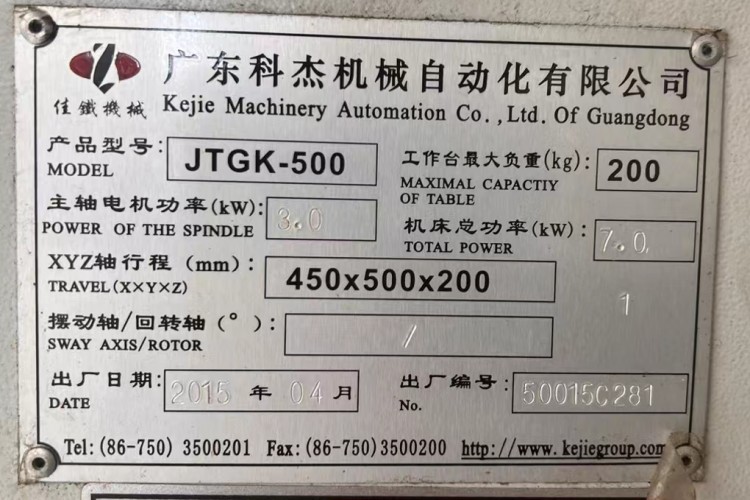 广东科杰机械自动化有限公司
佳鐵機械
Kejie Machinery Automation Co.,Ltd. Of Guangdong
产品型号: JTGK-500
MODEL
工作台最大负重(kg): 200
MAXIMAL CAPACTIY
OF TABLE
主轴电机功率(kW): 3.0
POWER OF THE SPINDLE
机床总功率(kW): 7.0
TOTAL POWER
XYZ轴行程 (mm): 450x500x200
TRAVEL(X×Y×Z)
1
摆动轴/回转轴(°): /
SWAY AXIS/ROTOR
出厂日期: 2015 年 04 月
DATE
出厂编号: 50015C281
No.
Tel:(86-750) 3500201 Fax:(86-750)3500200 http://www.kejiegroup.com